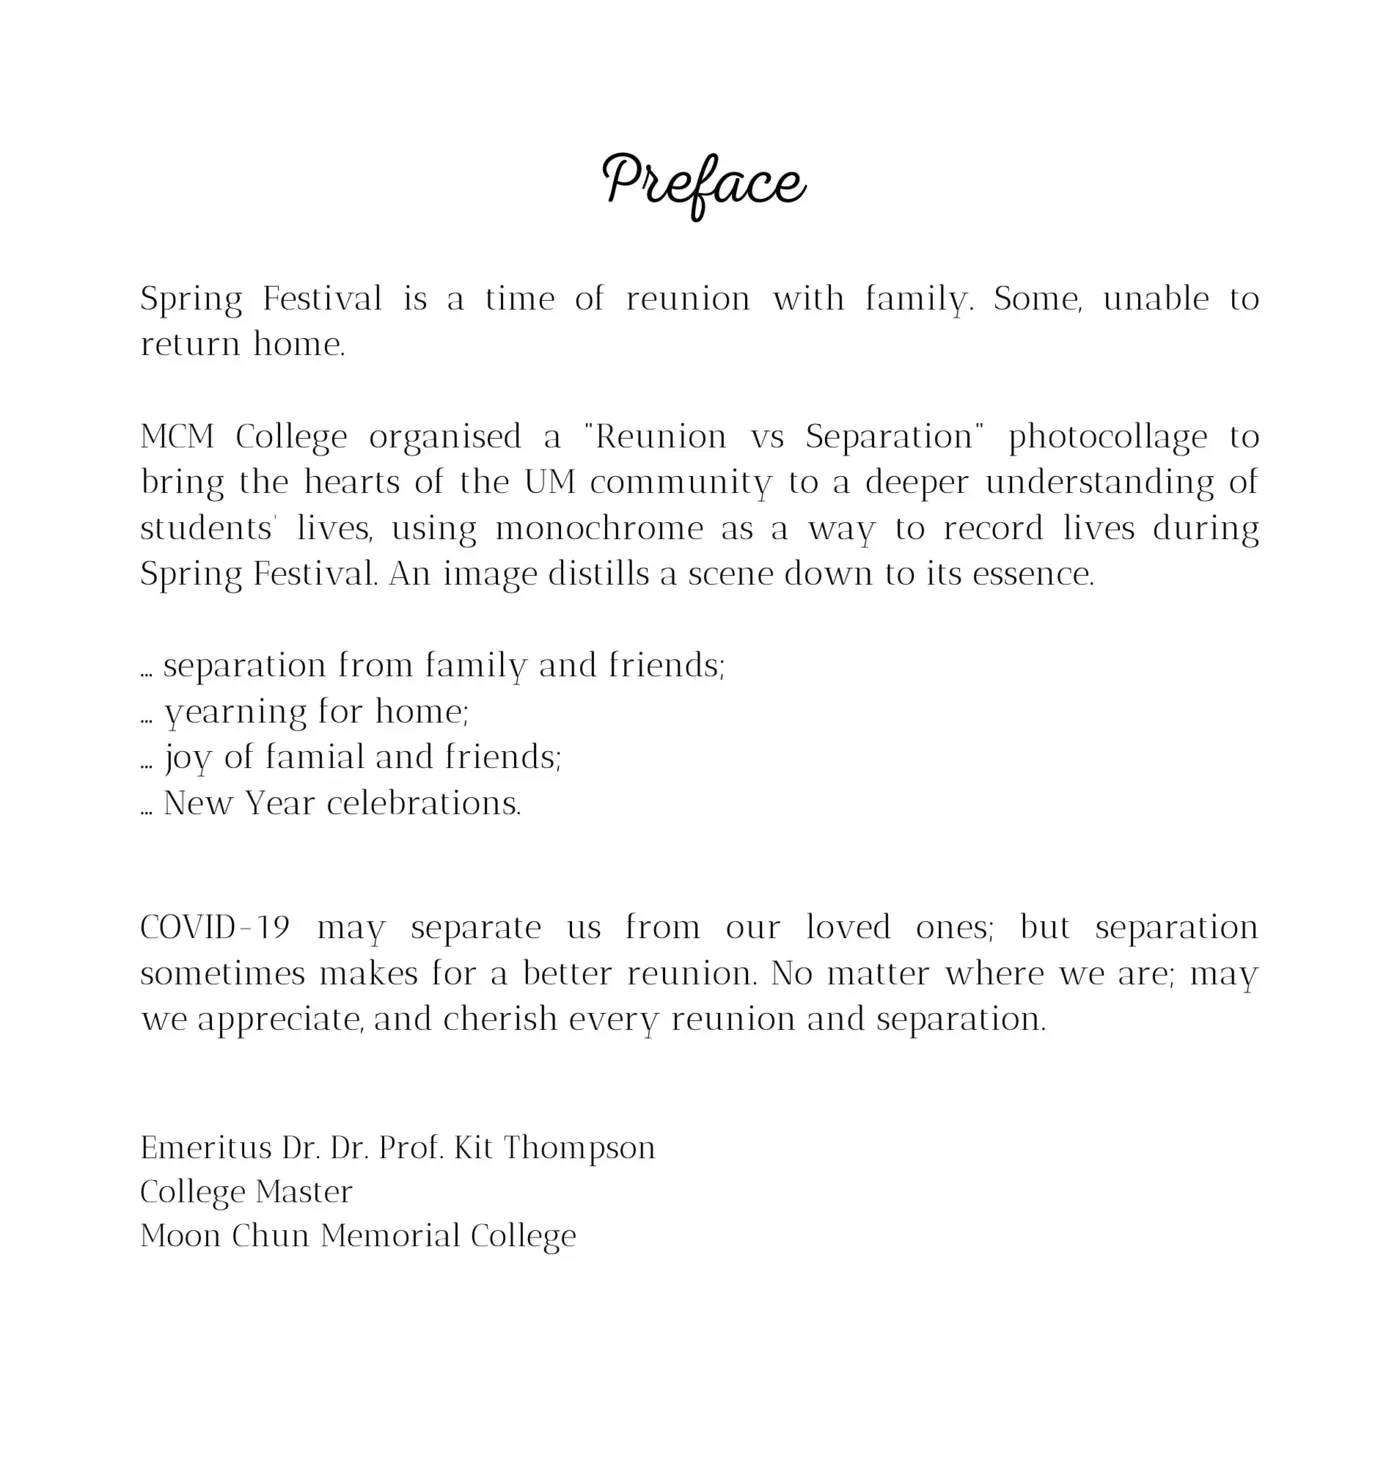 Preface
Spring Festival is a time of reunion with family. Some, unable to
return home.
MCM College organised a "Reunion vs Separation" photocollage to
bring the hearts of the UM community to a deeper understanding of
students' lives, using monochrome as a way to record lives during
Spring Festival. An image distills a scene down to its essence.
... separation from family and friends;
... yearning for home;
... joy of famial and friends;
... New Year celebrations.
COVID-19 may separate us from our loved ones; but separation
sometimes makes for a better reunion. No matter where we are; may
we appreciate, and cherish every reunion and separation.
Emeritus Dr. Dr. Prof. Kit Thompson
College Master
Moon Chun Memorial College